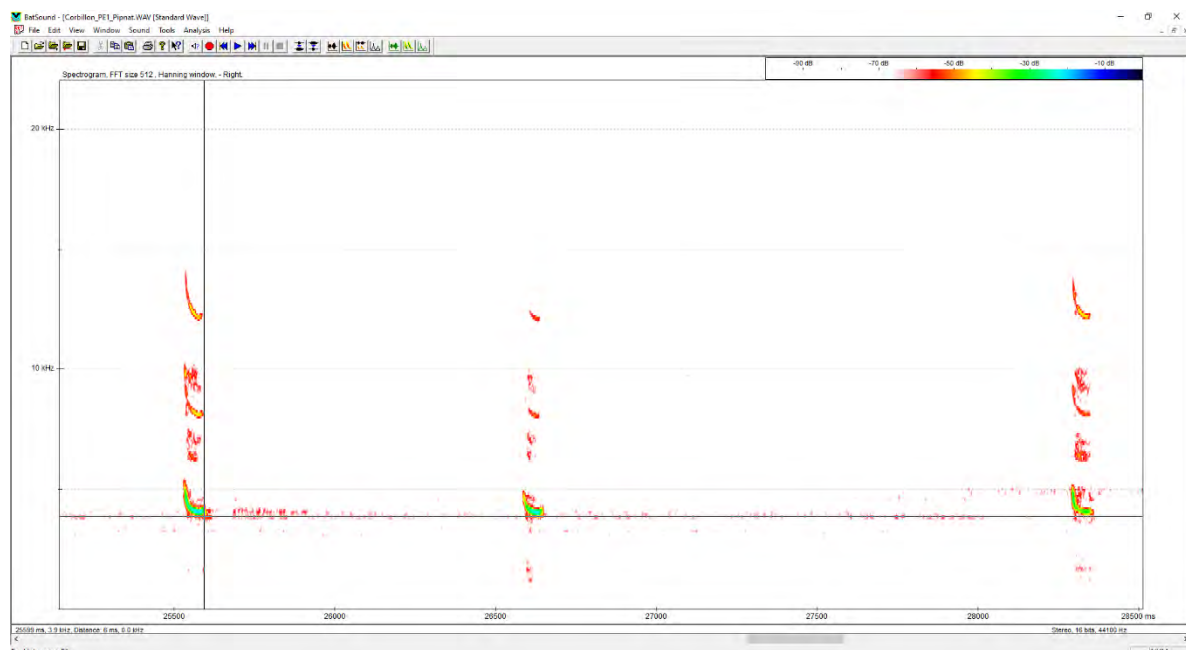 BatSound - [Corbillon_PE1_Pipnat.WAV [Standard Wave]]
File Edit View Window Sound Tools Analysis Help
Spectrogram. FFT size 512 . Hanning window. - Right.
-90 dB -70 dB -50 dB -30 dB -10 dB
20 kHz
10 kHz
25500 26000 26500 27000 27500 28000 28500 ms
25599 ms, 3.9 kHz, Distance: 6 ms, 0.0 kHz Stereo, 16 bits, 44100 Hz